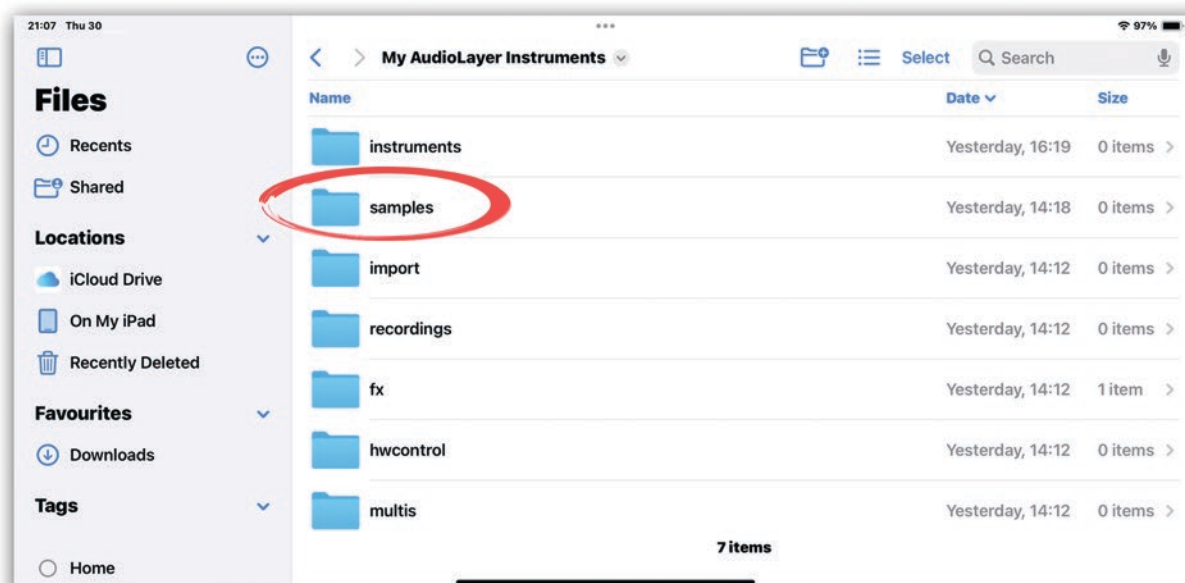 21:07 Thu 30
97%
Files
Recents
Shared
Locations
iCloud Drive
On My iPad
Recently Deleted
Favourites
Downloads
Tags
Home
My AudioLayer Instruments
Select
Search
Name Date Size
instruments Yesterday, 16:19 0 items
samples Yesterday, 14:18 0 items
import Yesterday, 14:12 0 items
recordings Yesterday, 14:12 0 items
fx Yesterday, 14:12 1 item
hwcontrol Yesterday, 14:12 0 items
multis Yesterday, 14:12 0 items
7 items